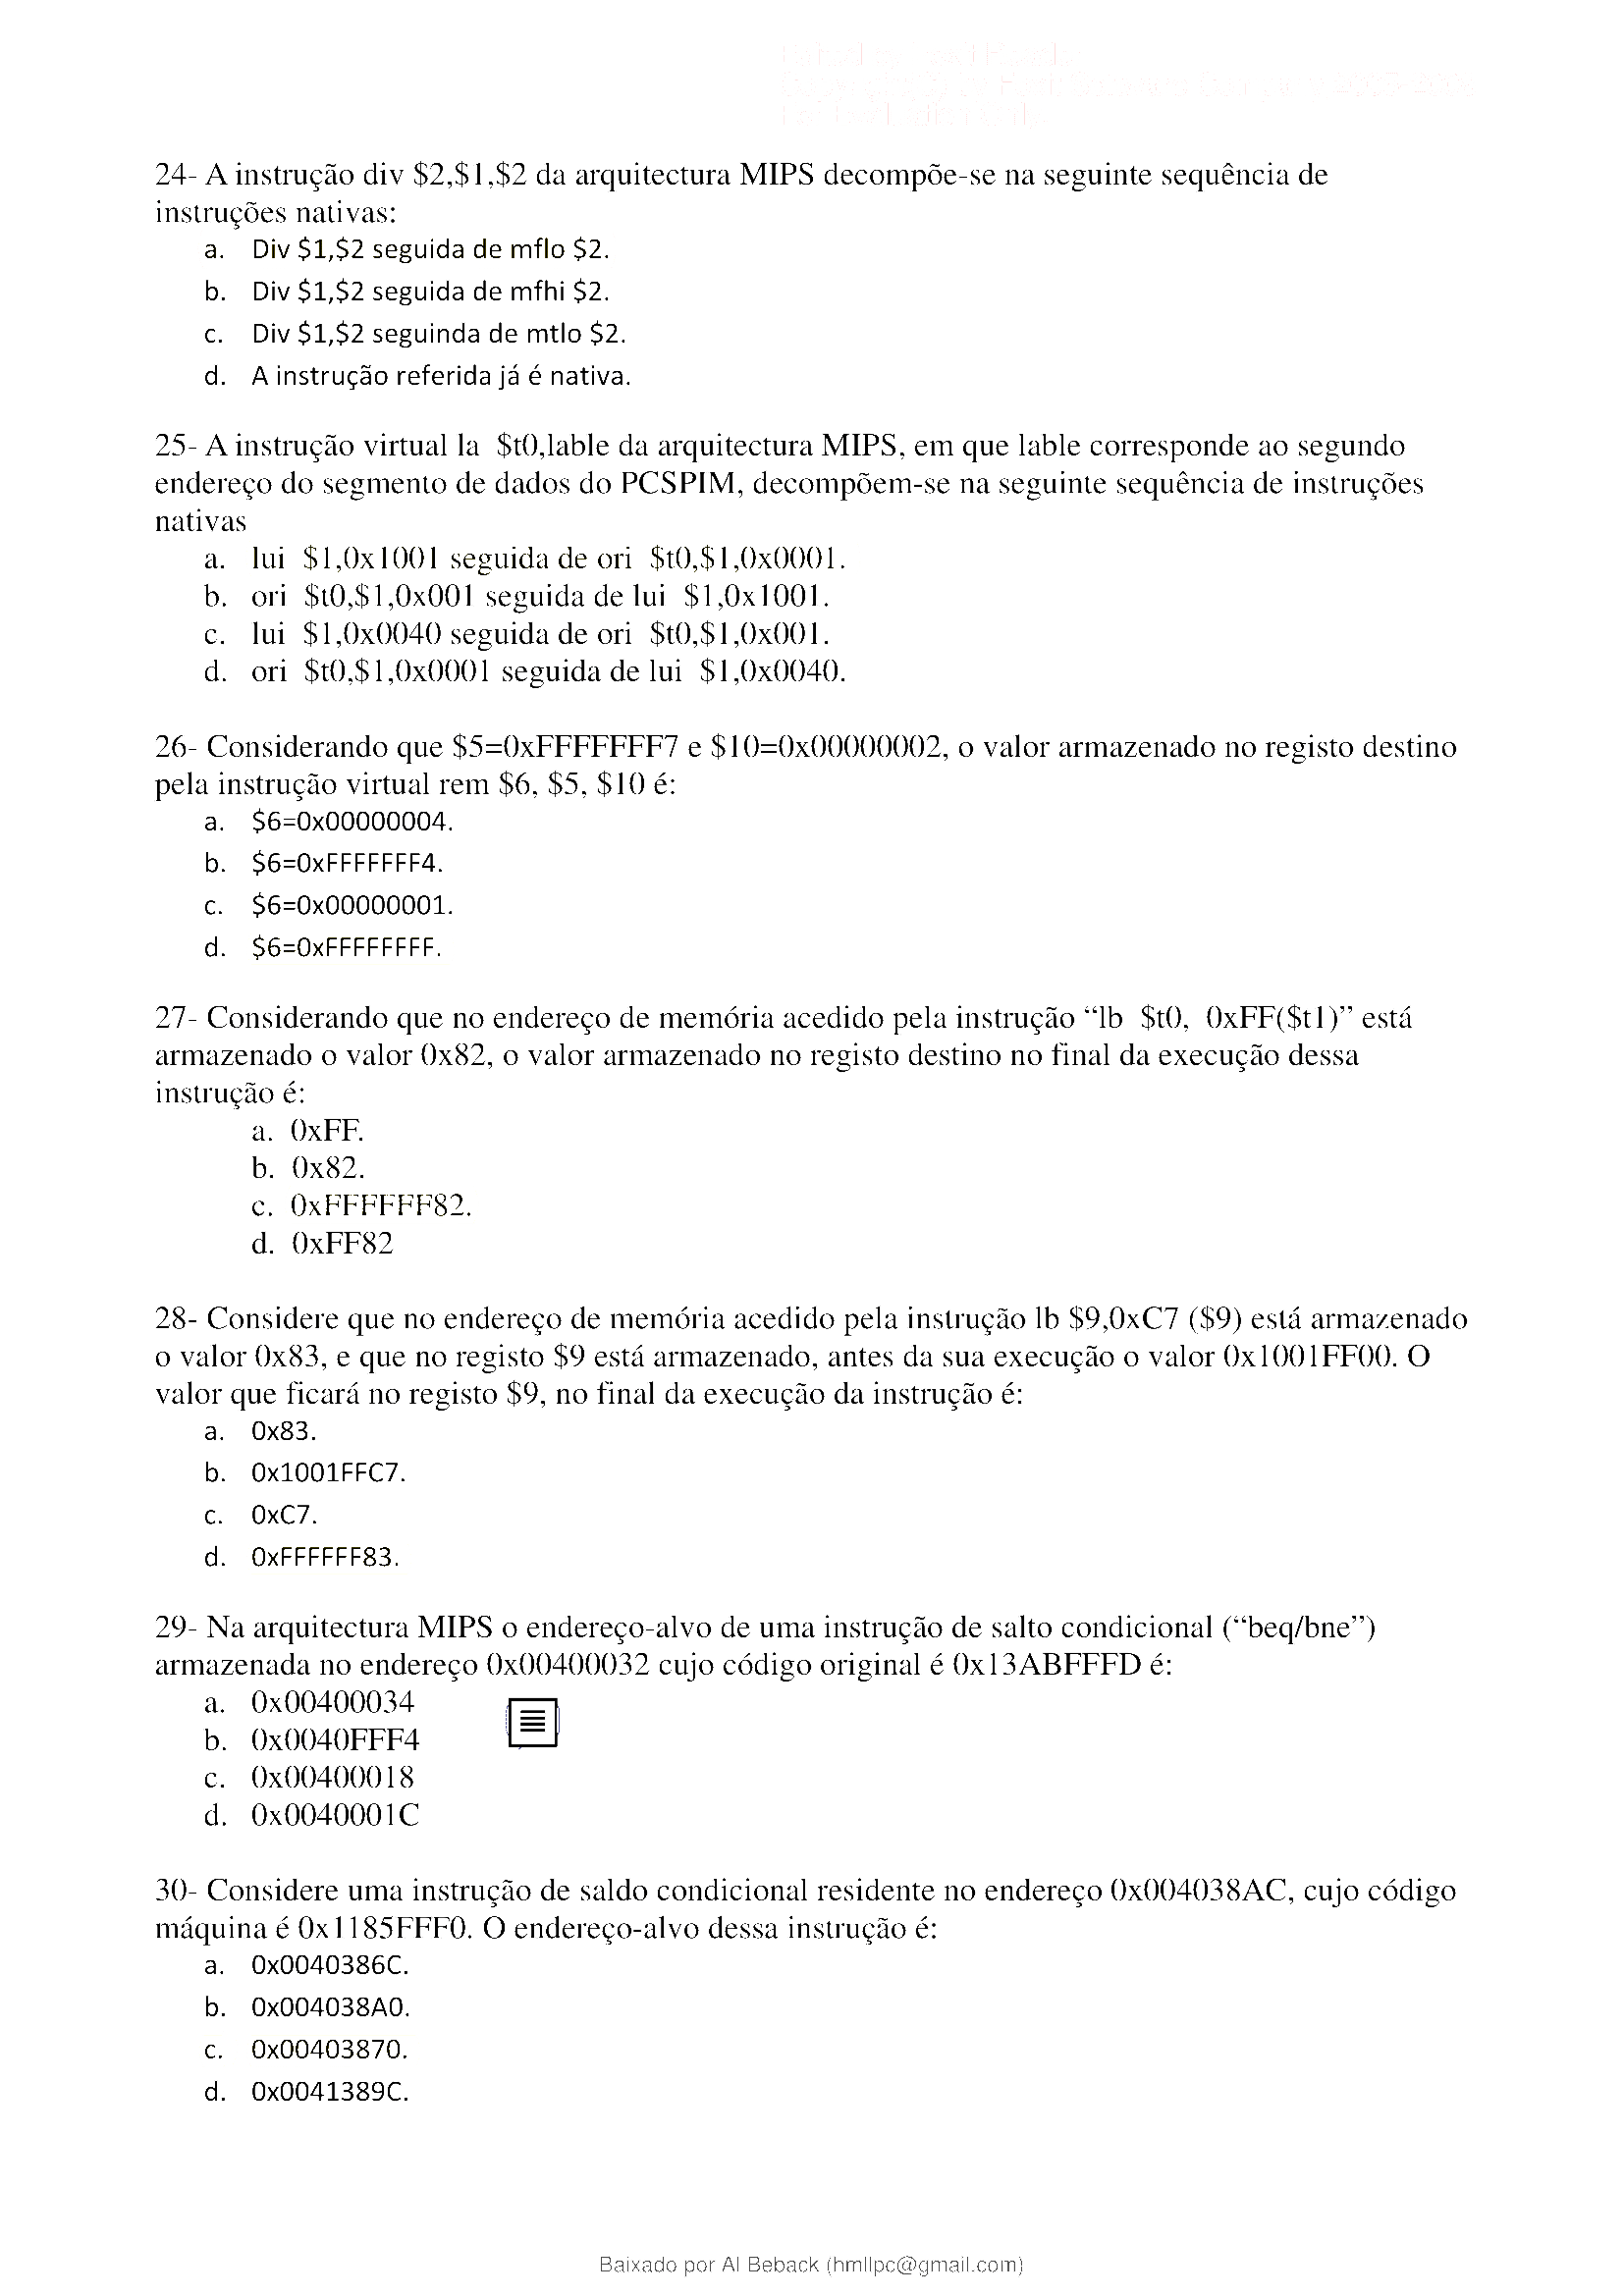 24- A instrução div $2,$1,$2 da arquitectura MIPS decompõe-se na seguinte sequência de
instruções nativas:
a. Div $1,$2 seguida de mflo $2.
b. Div $1,$2 seguida de mfhi $2.
c. Div $1,$2 seguinda de mtlo $2.
d. A instrução referida já é nativa.
25- A instrução virtual la $t0,lable da arquitectura MIPS, em que lable corresponde ao segundo
endereço do segmento de dados do PCSPIM, decompõem-se na seguinte sequência de instruções
nativas
a. lui $1,0x1001 seguida de ori $t0,$1,0x0001.
b. ori $t0,$1,0x001 seguida de lui $1,0x1001.
c. lui $1,0x0040 seguida de ori $t0,$1,0x001.
d. ori $t0,$1,0x0001 seguida de lui $1,0x0040.
26- Considerando que $5=0xFFFFFFF7 e $10=0x00000002, o valor armazenado no registo destino
pela instrução virtual rem $6, $5, $10 é:
a. $6=0x00000004.
b. $6=0xFFFFFFF4.
c. $6=0x00000001.
d. $6=0xFFFFFFFF.
27- Considerando que no endereço de memória acedido pela instrução “lb $t0, 0xFF($t1)” está
armazenado o valor 0x82, o valor armazenado no registo destino no final da execução dessa
instrução é:
a. 0xFF.
b. 0x82.
c. 0xFFFFFF82.
d. 0xFF82
28- Considere que no endereço de memória acedido pela instrução lb $9,0xC7 ($9) está armazenado
o valor 0x83, e que no registo $9 está armazenado, antes da sua execução o valor 0x1001FF00. O
valor que ficará no registo $9, no final da execução da instrução é:
a. 0x83.
b. 0x1001FFC7.
c. 0xC7.
d. 0xFFFFFF83.
29- Na arquitectura MIPS o endereço-alvo de uma instrução de salto condicional (“beq/bne”)
armazenada no endereço 0x00400032 cujo código original é 0x13ABFFFD é:
a. 0x00400034
b. 0x0040FFF4
c. 0x00400018
d. 0x0040001C
30- Considere uma instrução de saldo condicional residente no endereço 0x004038AC, cujo código
máquina é 0x1185FFF0. O endereço-alvo dessa instrução é:
a. 0x0040386C.
b. 0x004038A0.
c. 0x00403870.
d. 0x0041389C.
Baixado por Al Beback (hmllpc@gmail.com)